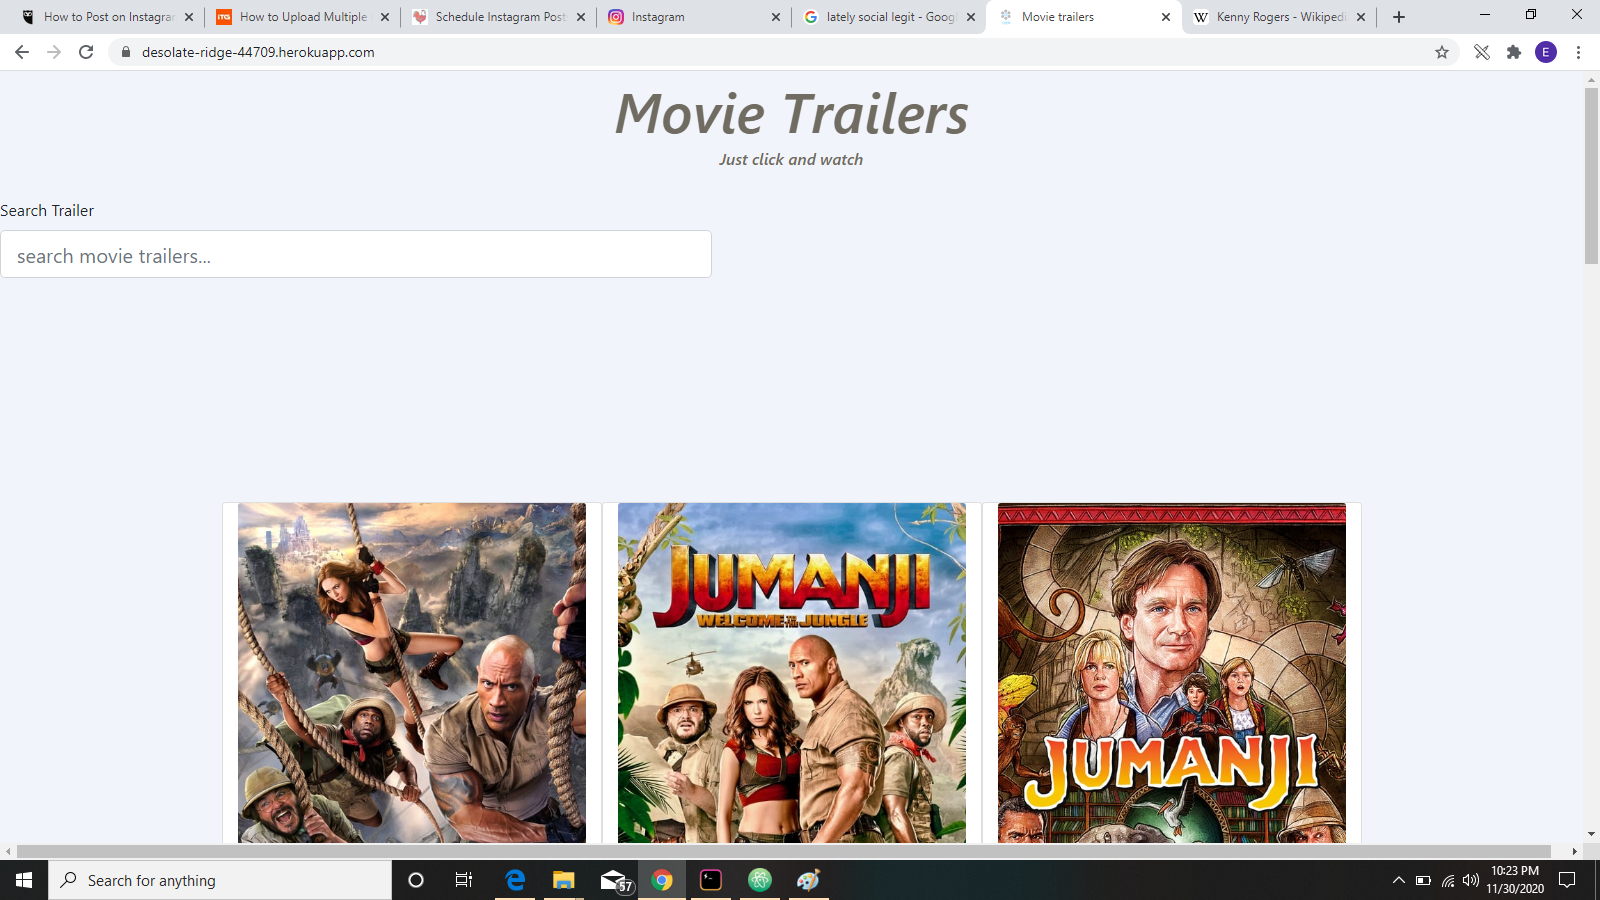 How to Post on Instagram
How to Upload Multiple
Schedule Instagram Post
Instagram
lately social legit - Googl
Movie trailers
Kenny Rogers - Wikipedi
desolate-ridge-44709.herokuapp.com
E
Movie Trailers
Just click and watch
Search Trailer
search movie trailers...
JUMANJI
WELCOME TO THE JUNGLE
JUMANJI
Search for anything
57
10:23 PM
11/30/2020